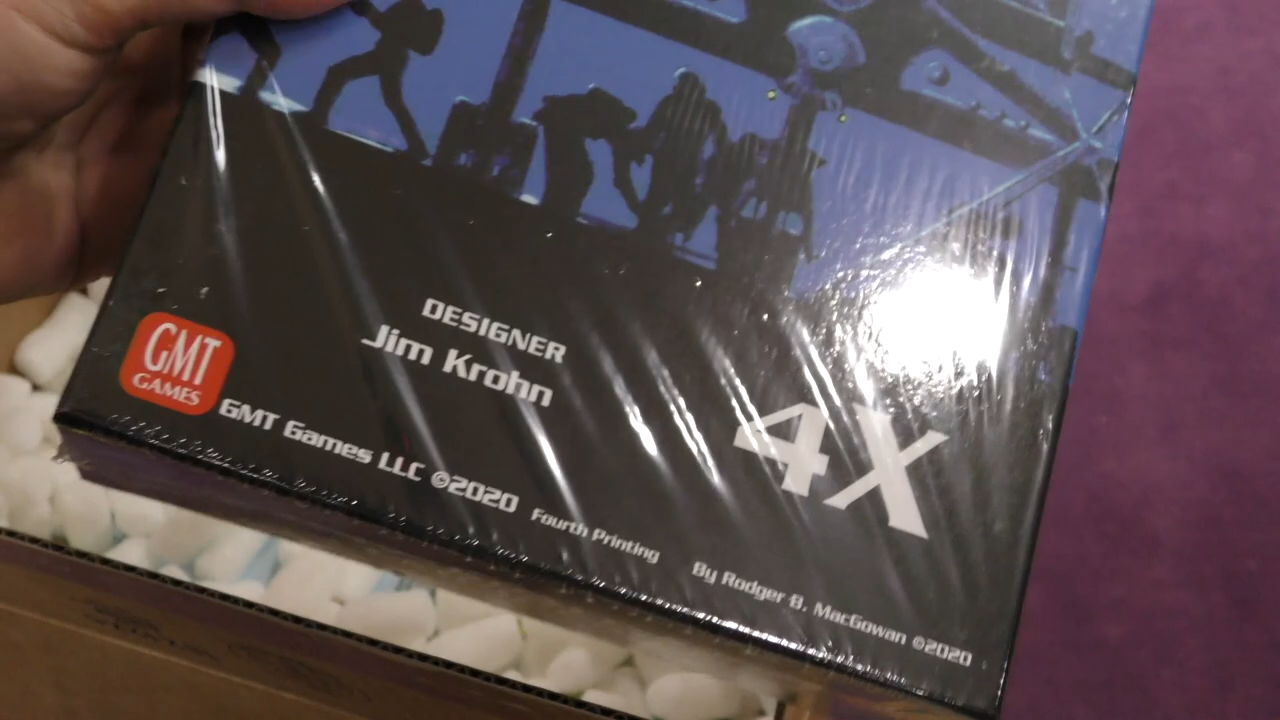 DESIGNER
Jim Krohn
GMT
GAMES
4X
GMT Games LLC ©2020
Fourth Printing
By Rodger B. MacGowan ©2020